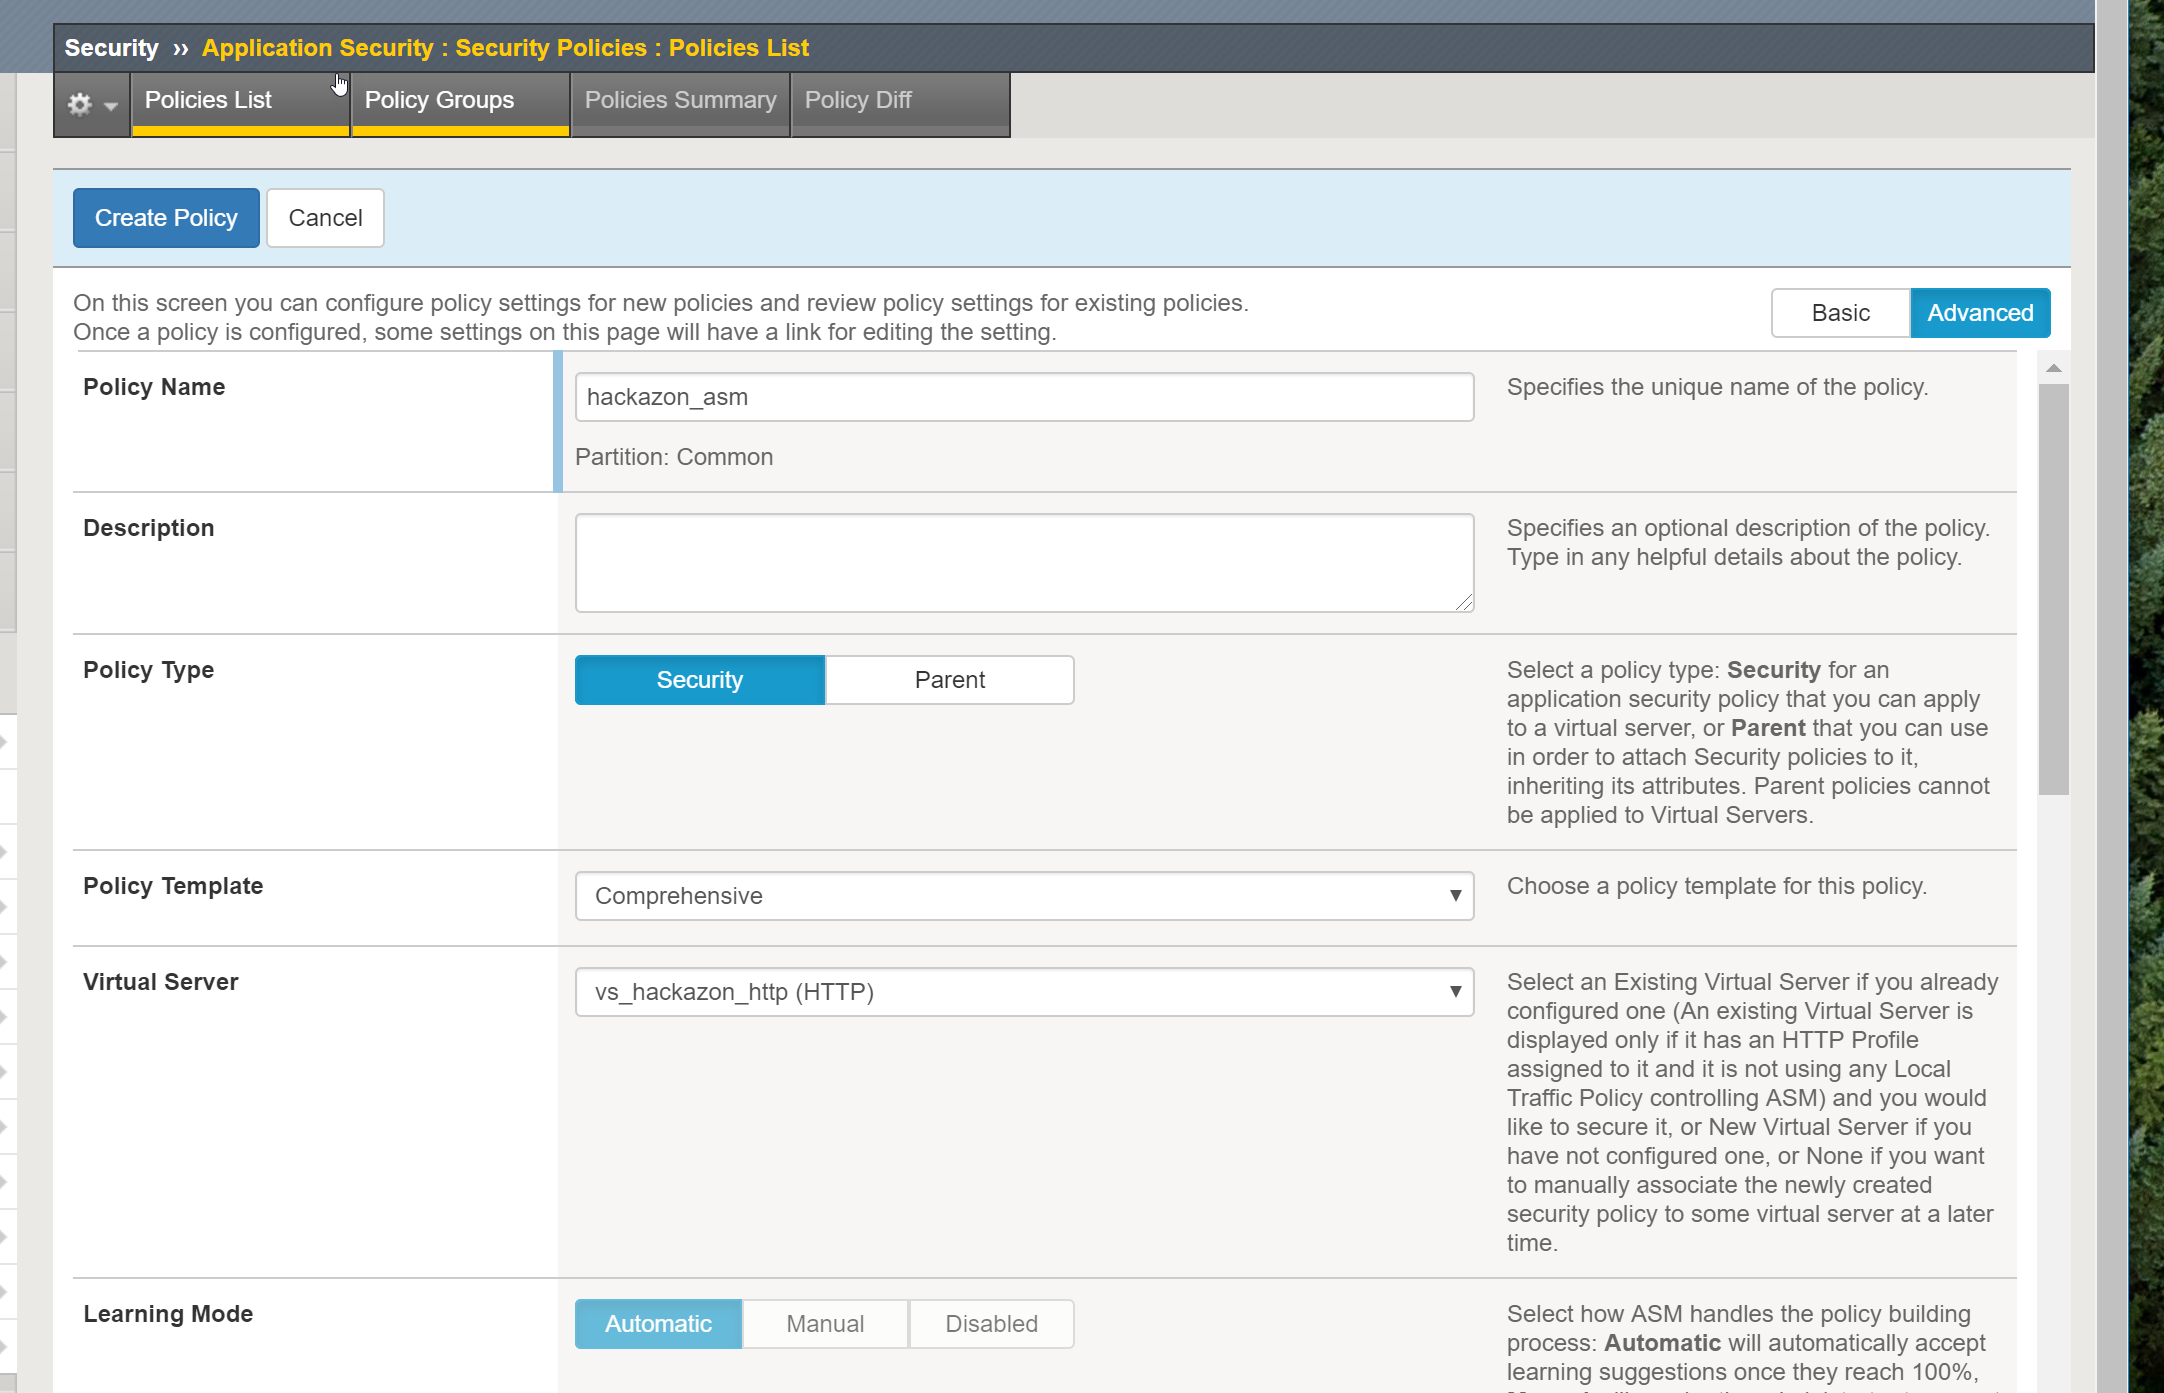 Security ›› Application Security : Security Policies : Policies List
Policies List
Policy Groups
Policies Summary
Policy Diff
Create Policy
Cancel
On this screen you can configure policy settings for new policies and review policy settings for existing policies.
Once a policy is configured, some settings on this page will have a link for editing the setting.
Basic
Advanced
Policy Name
hackazon_asm
Partition: Common
Specifies the unique name of the policy.
Description
Specifies an optional description of the policy.
Type in any helpful details about the policy.
Policy Type
Security
Parent
Select a policy type: Security for an
application security policy that you can apply
to a virtual server, or Parent that you can use
in order to attach Security policies to it,
inheriting its attributes. Parent policies cannot
be applied to Virtual Servers.
Policy Template
Comprehensive
Choose a policy template for this policy.
Virtual Server
vs_hackazon_http (HTTP)
Select an Existing Virtual Server if you already
configured one (An existing Virtual Server is
displayed only if it has an HTTP Profile
assigned to it and it is not using any Local
Traffic Policy controlling ASM) and you would
like to secure it, or New Virtual Server if you
have not configured one, or None if you want
to manually associate the newly created
security policy to some virtual server at a later
time.
Learning Mode
Automatic
Manual
Disabled
Select how ASM handles the policy building
process: Automatic will automatically accept
learning suggestions once they reach 100%,